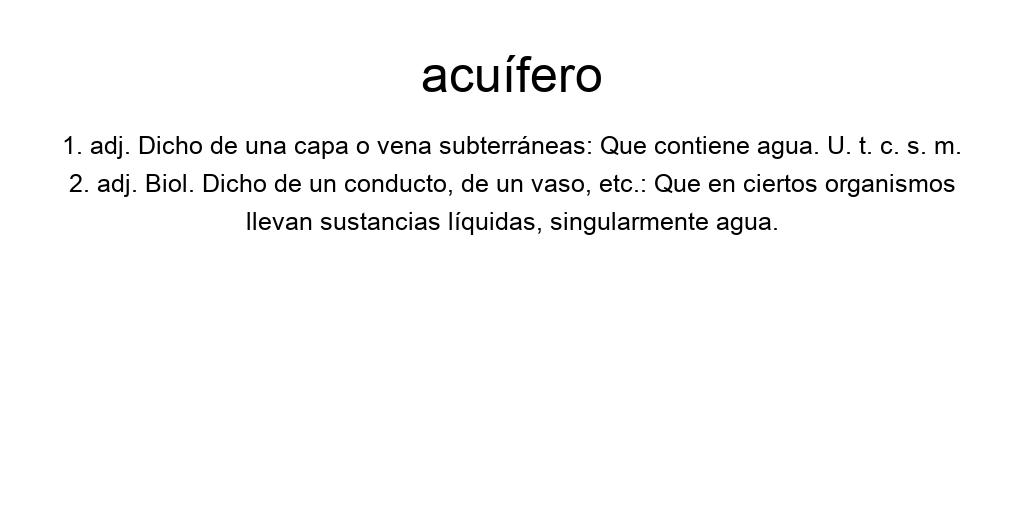 acuífero
1. adj. Dicho de una capa o vena subterráneas: Que contiene agua. U. t. c. s. m.
2. adj. Biol. Dicho de un conducto, de un vaso, etc.: Que en ciertos organismos
llevan sustancias líquidas, singularmente agua.